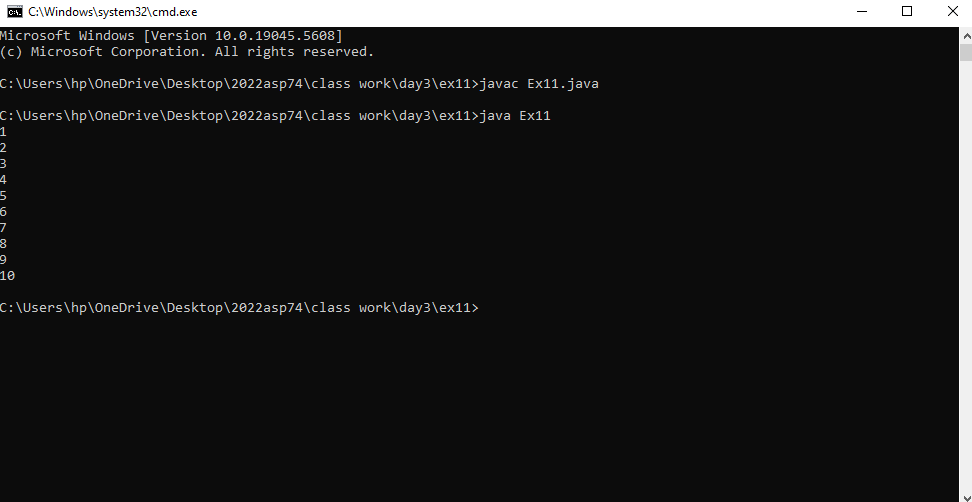 C:\Windows\system32\cmd.exe
Microsoft Windows [Version 10.0.19045.5608]
(c) Microsoft Corporation. All rights reserved.
C:\Users\hp\OneDrive\Desktop\2022asp74\class work\day3\ex11>javac Ex11.java
C:\Users\hp\OneDrive\Desktop\2022asp74\class work\day3\ex11>java Ex11
1
2
3
4
5
6
7
8
9
10
C:\Users\hp\OneDrive\Desktop\2022asp74\class work\day3\ex11>